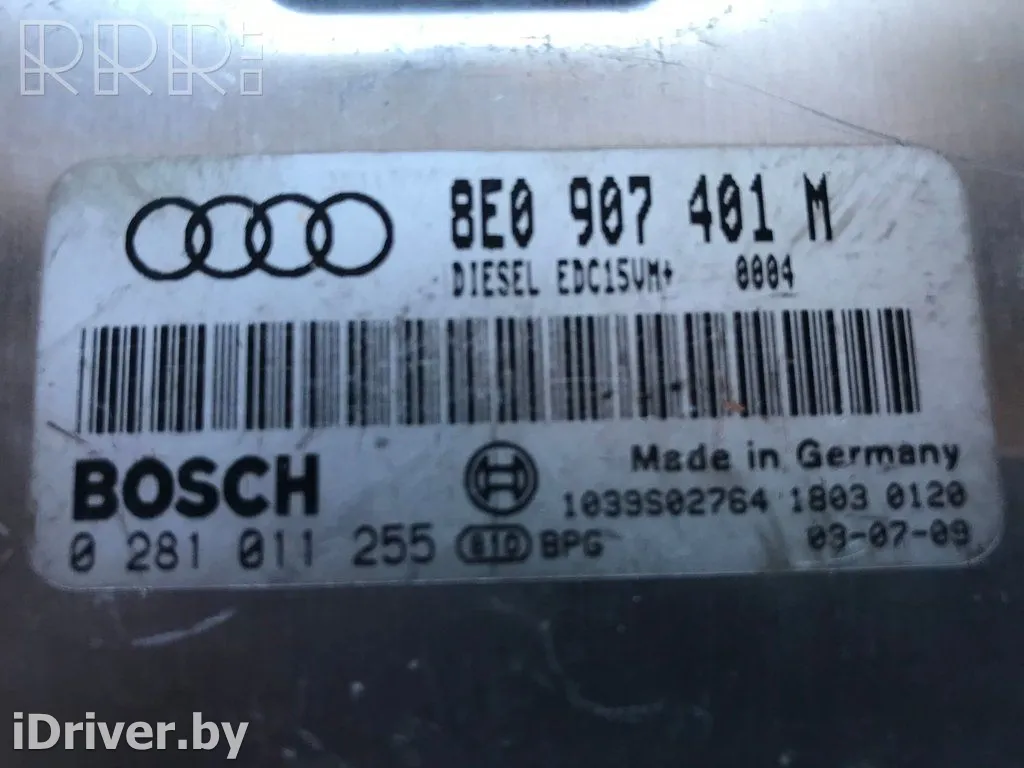 RRR
8E0 907 401 M
DIESEL EDC15VM+ 0004
BOSCH
Made in Germany
1039S02764 1803 0120
0 281 011 255 BPG 03-07-09
iDriver.by